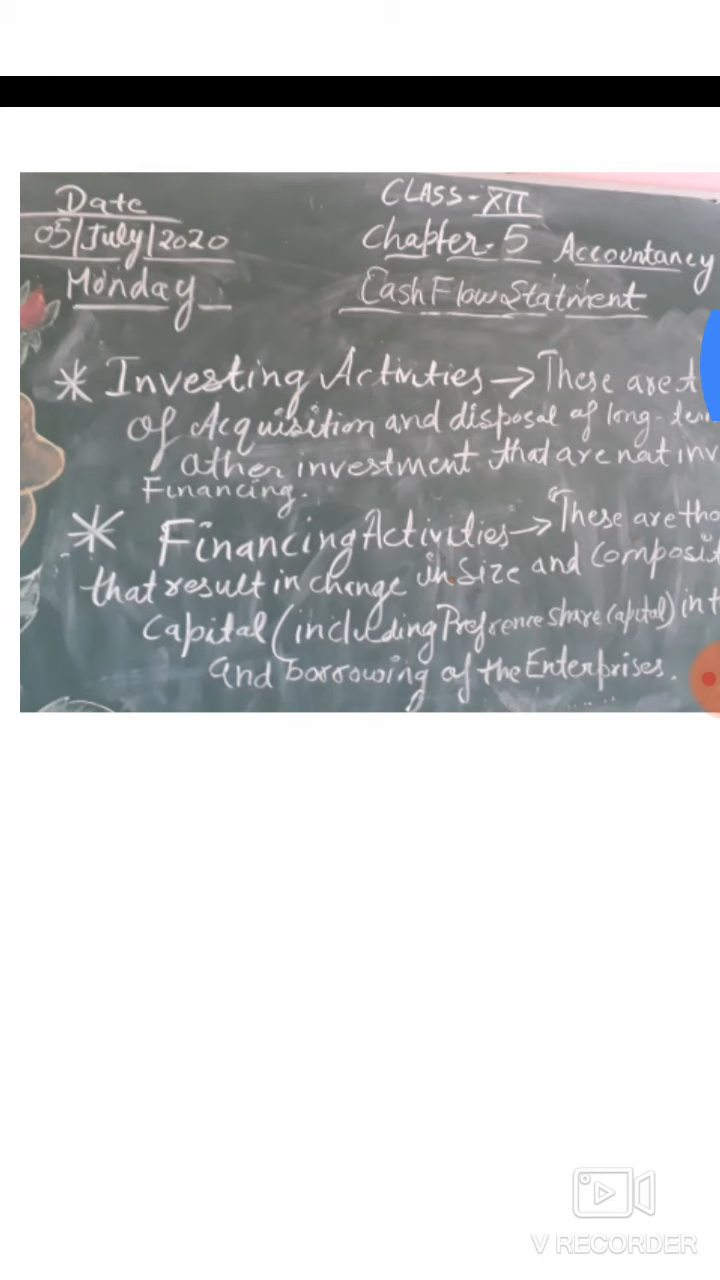 Date
05/July/2020
Monday
CLASS-XII
Chapter-5 Accountancy
Cash Flow Statment
* Investing Activities → These are t
of Acquisition and disposal of long-term
other investment that are not inv
Financing.
* Financing Activities → These are tho
that result in change in Size and Composit
capital (including Prefrence share capital) in t
and borrowing of the Enterprises.
V RECORDER